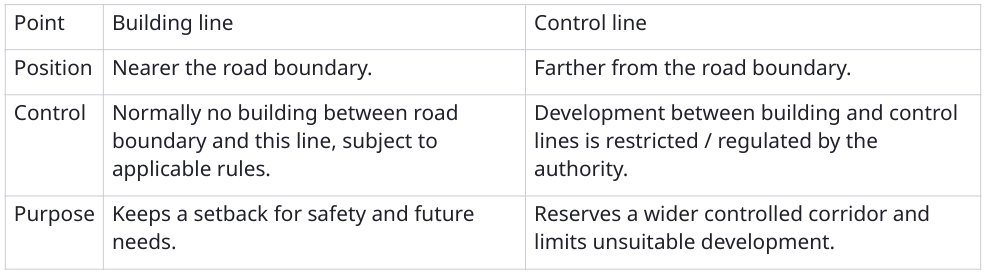 Point Building line Control line
Position Nearer the road boundary. Farther from the road boundary.
Control Normally no building between road boundary and this line, subject to applicable rules. Development between building and control lines is restricted / regulated by the authority.
Purpose Keeps a setback for safety and future needs. Reserves a wider controlled corridor and limits unsuitable development.